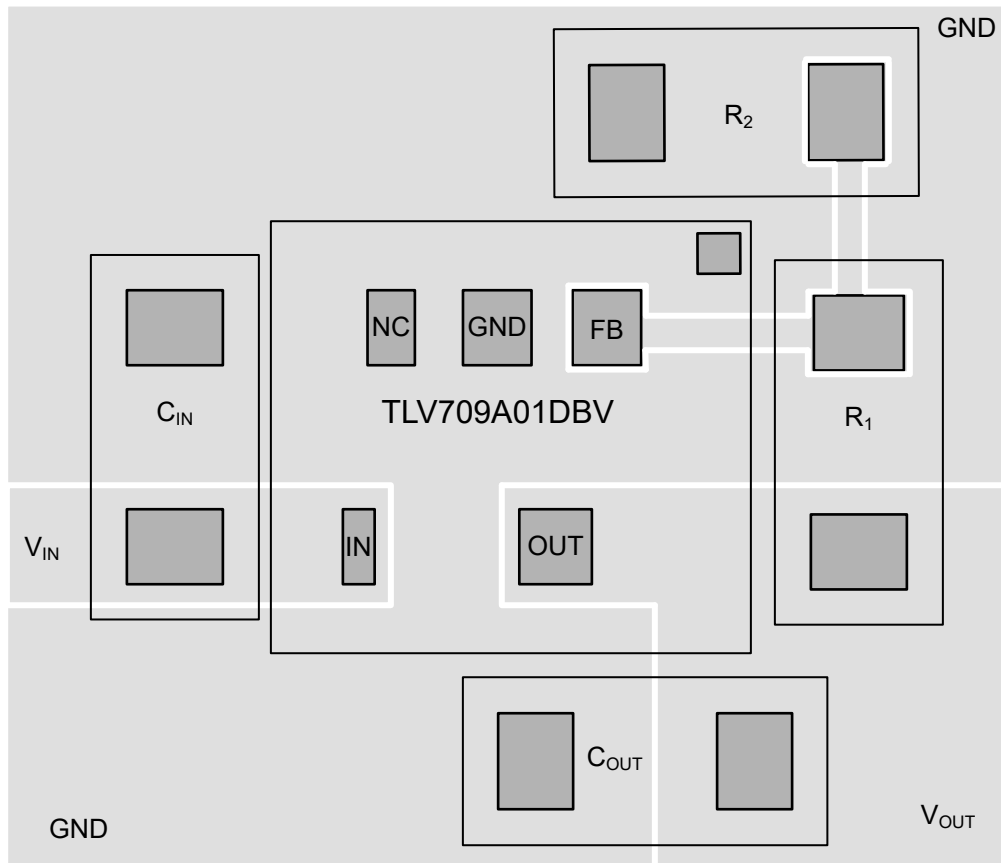 GND
R2
NC
GND
FB
CIN
TLV709A01DBV
R1
VIN
IN
OUT
COUT
GND
VOUT